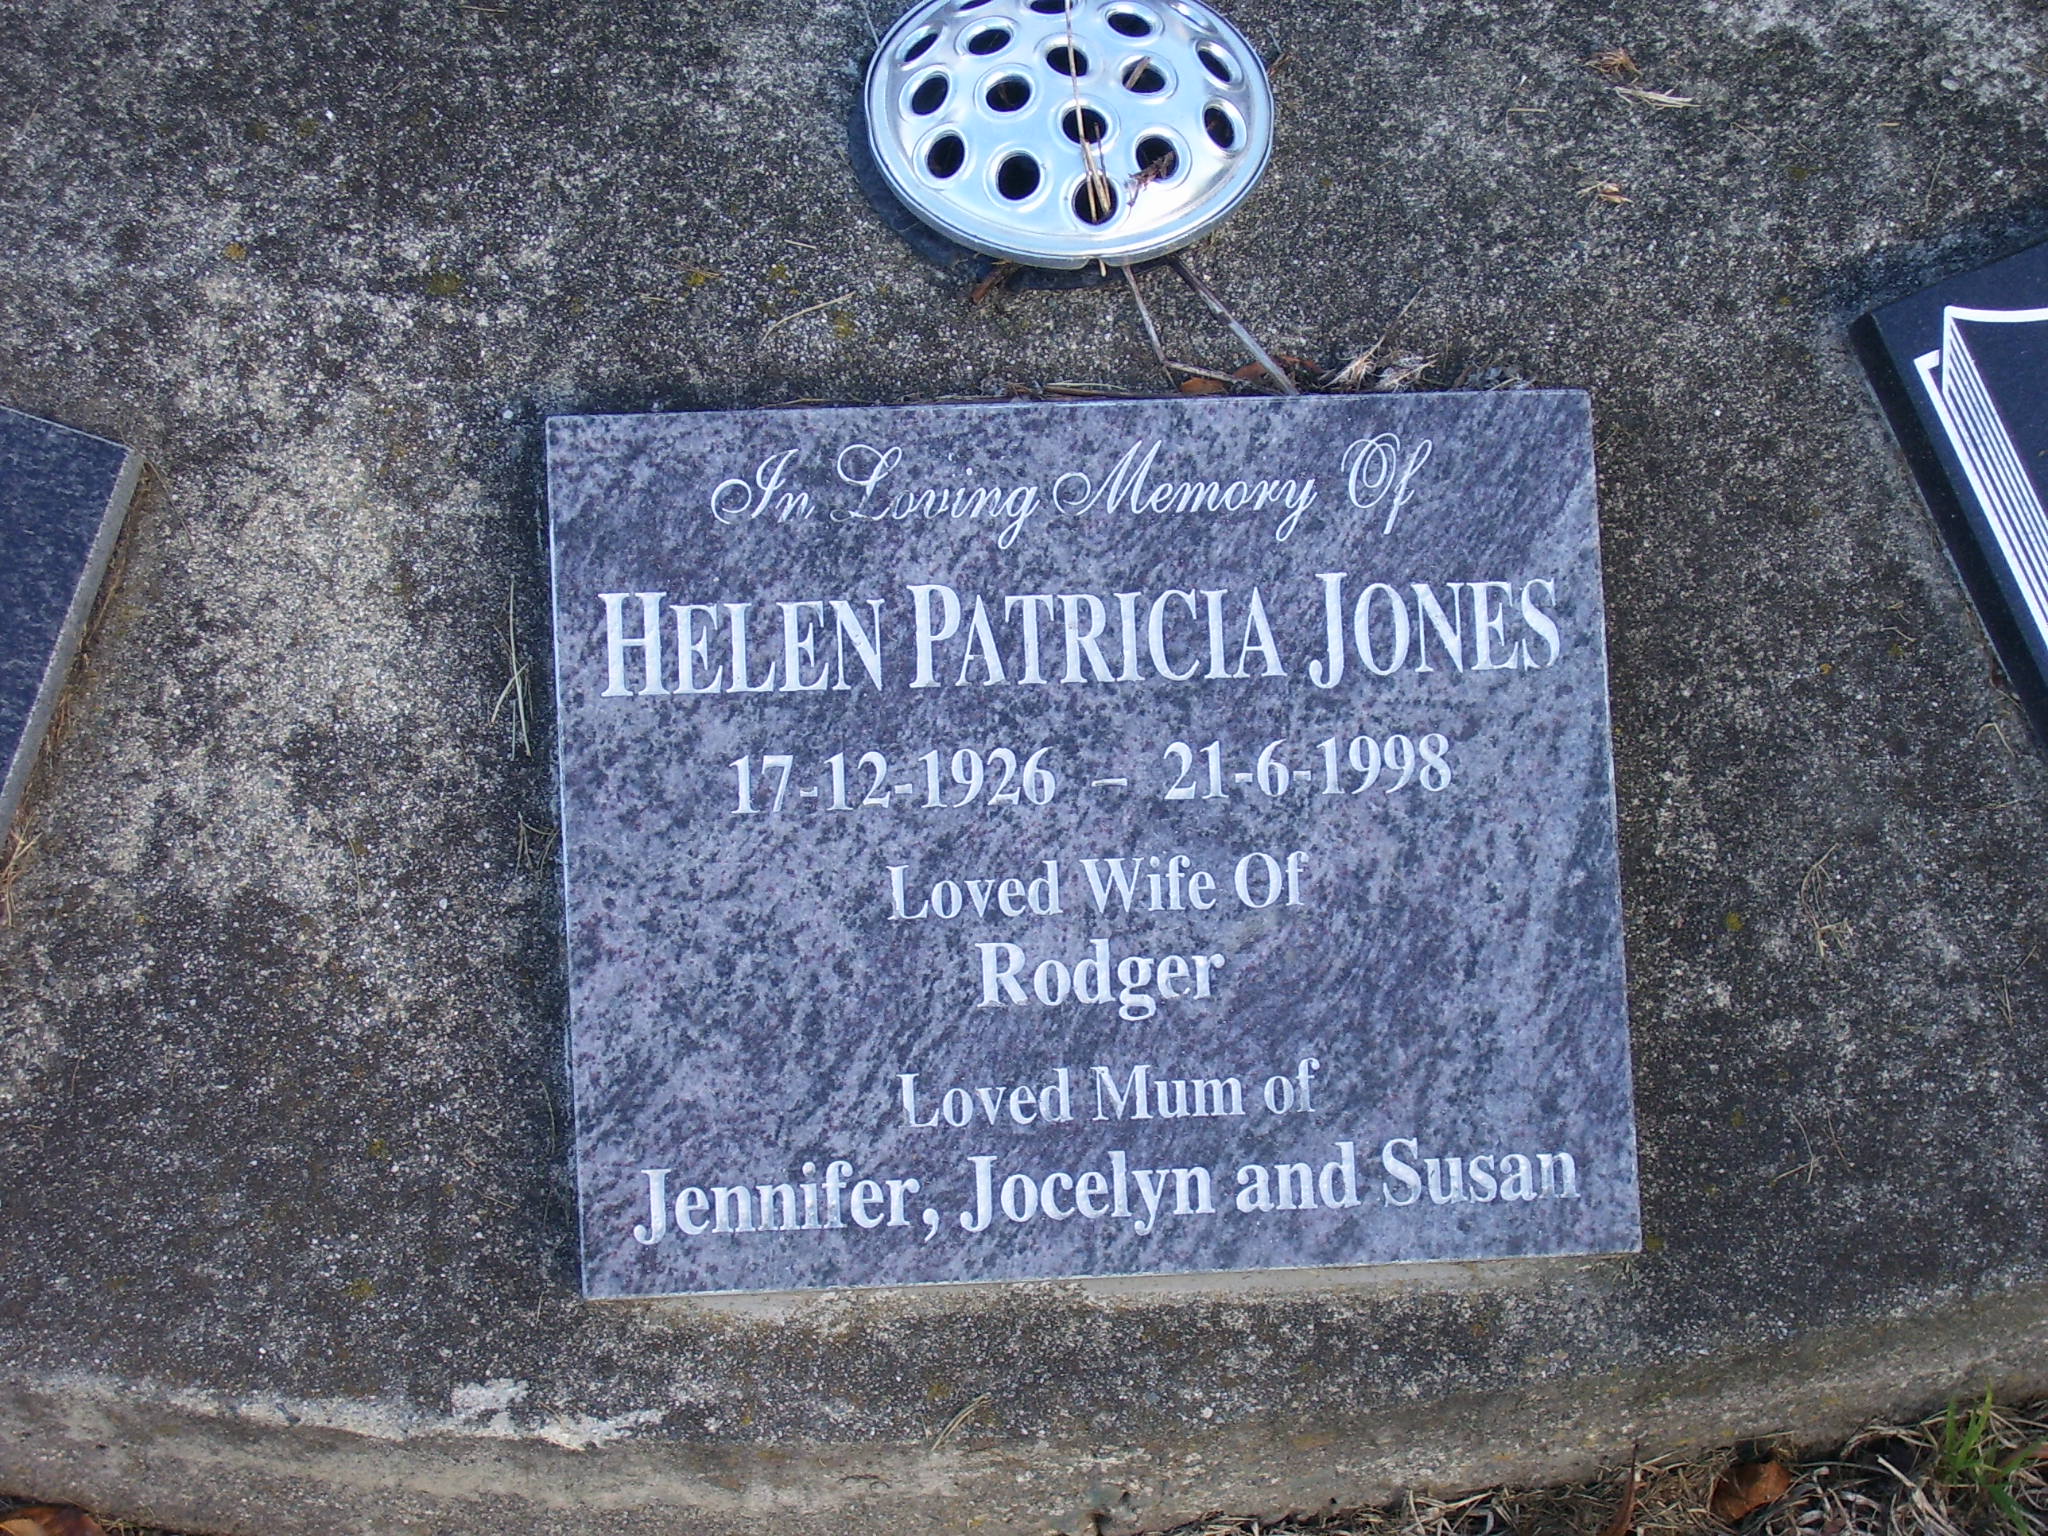 In Loving Memory Of
HELEN PATRICIA JONES
17-12-1926 – 21-6-1998
Loved Wife Of
Rodger
Loved Mum of
Jennifer, Jocelyn and Susan